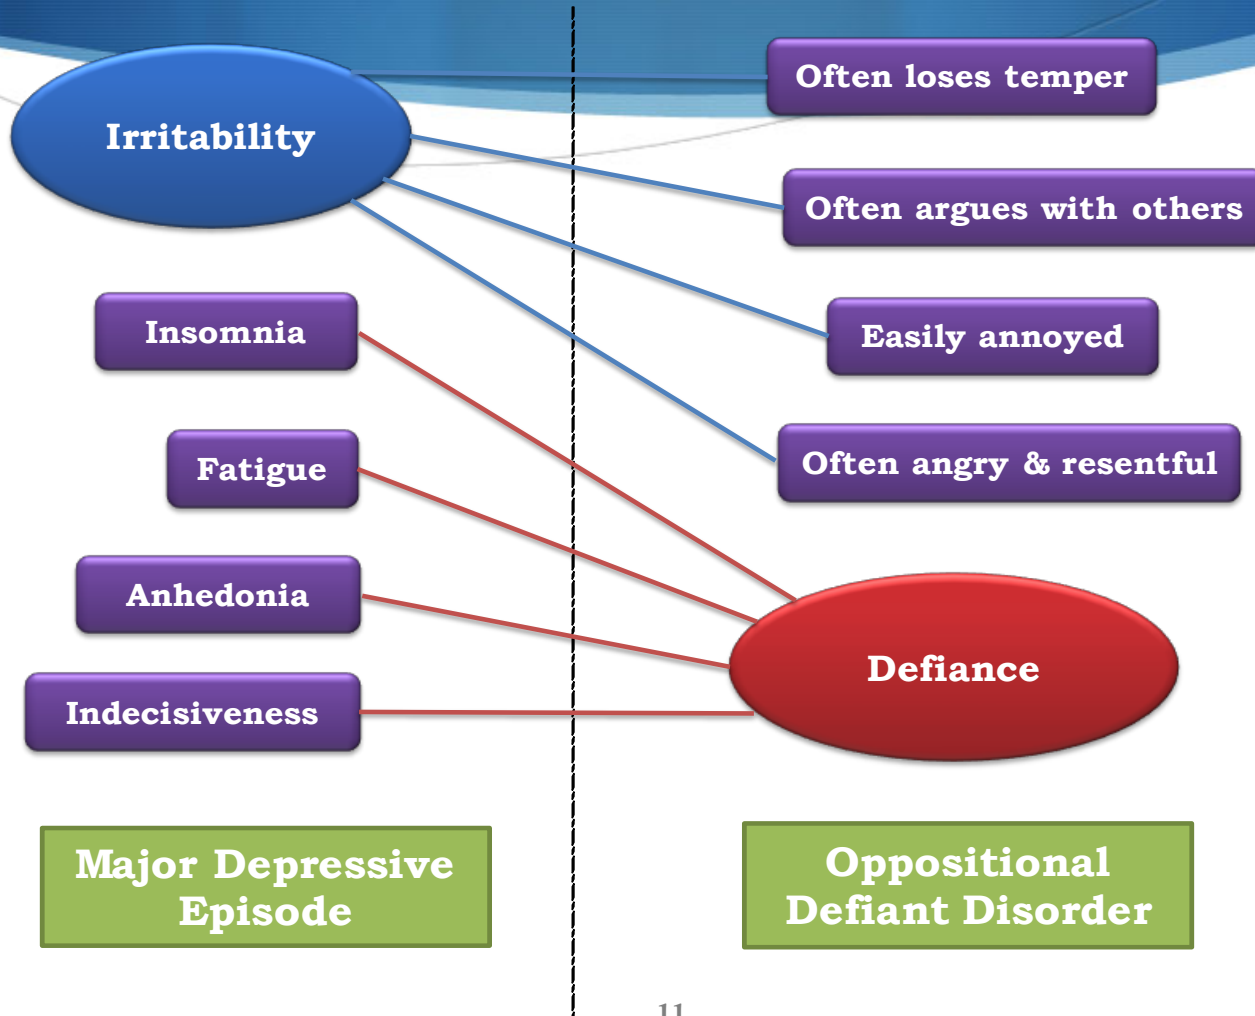 Irritability
Insomnia
Fatigue
Anhedonia
Indecisiveness
Major Depressive
Episode
Often loses temper
Often argues with others
Easily annoyed
Often angry & resentful
Defiance
Oppositional
Defiant Disorder
11